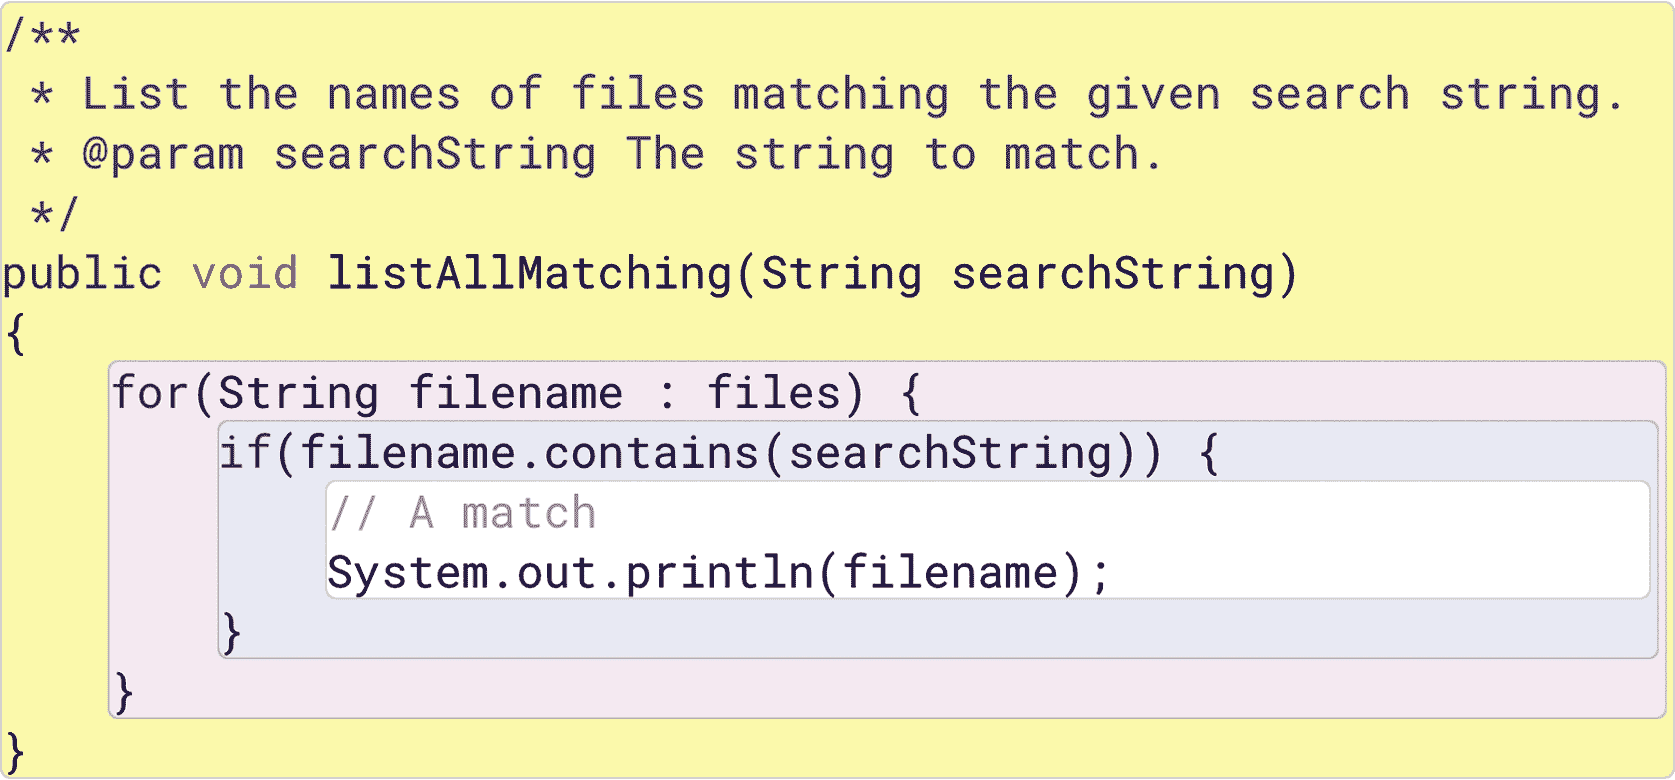 /**
 * List the names of files matching the given search string.
 * @param searchString The string to match.
 */
public void listAllMatching(String searchString)
{
    for(String filename : files) {
        if(filename.contains(searchString)) {
            // A match
            System.out.println(filename);
        }
    }
}